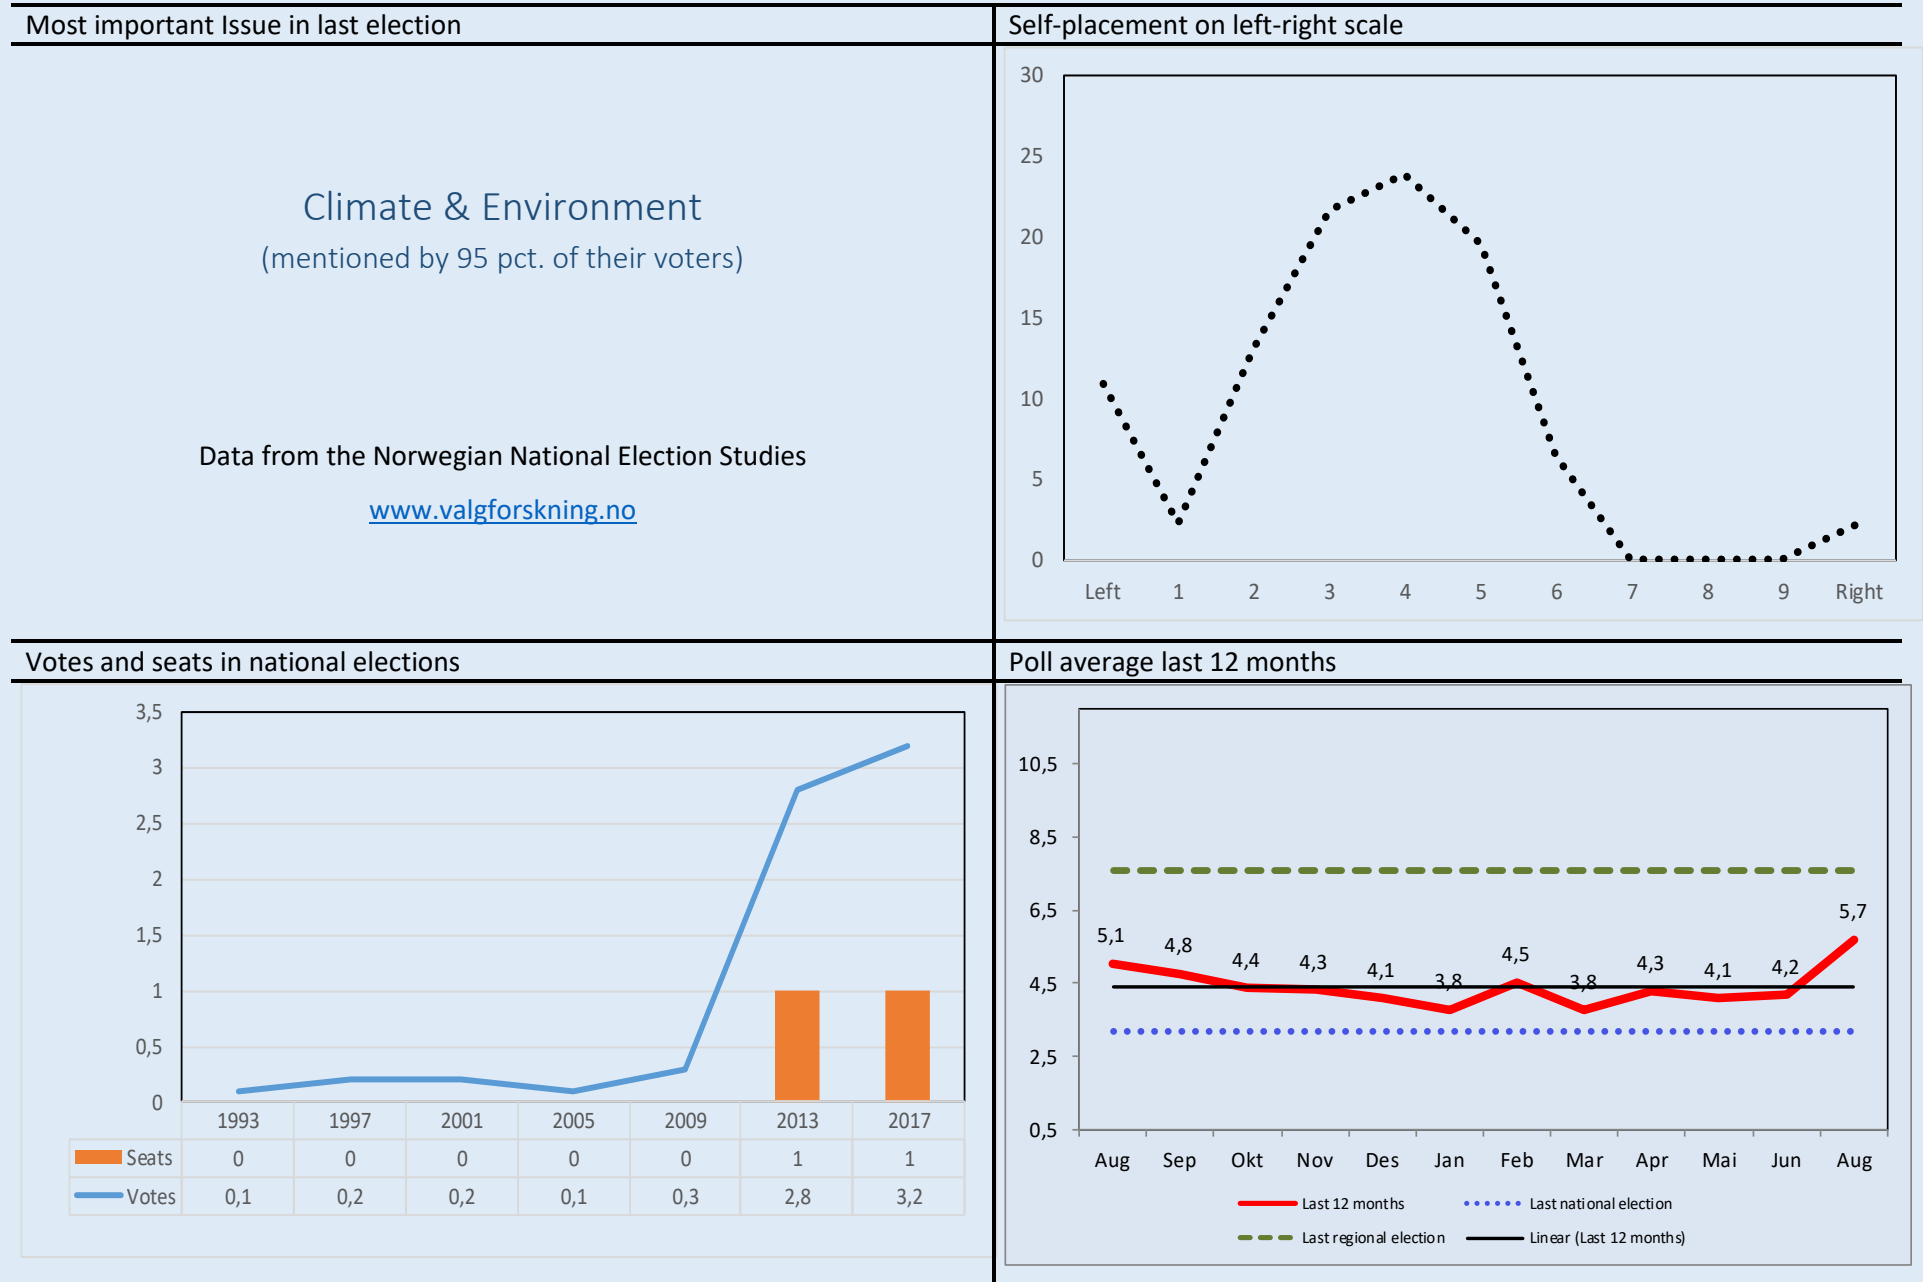 Most important Issue in last election
Climate & Environment
(mentioned by 95 pct. of their voters)
Data from the Norwegian National Election Studies
www.valgforskning.no
Self-placement on left-right scale
30
25
20
15
10
5
0
Left 1 2 3 4 5 6 7 8 9 Right
Votes and seats in national elections
3,5
3
2,5
2
1,5
1
0,5
0
1993 1997 2001 2005 2009 2013 2017
Seats 0 0 0 0 0 1 1
Votes 0,1 0,2 0,2 0,1 0,3 2,8 3,2
Poll average last 12 months
10,5
8,5
6,5
4,5
2,5
0,5
5,1 4,8 4,4 4,3 4,1 3,8 4,5 3,8 4,3 4,1 4,2 5,7
Aug Sep Okt Nov Des Jan Feb Mar Apr Mai Jun Aug
Last 12 months Last national election
Last regional election Linear (Last 12 months)